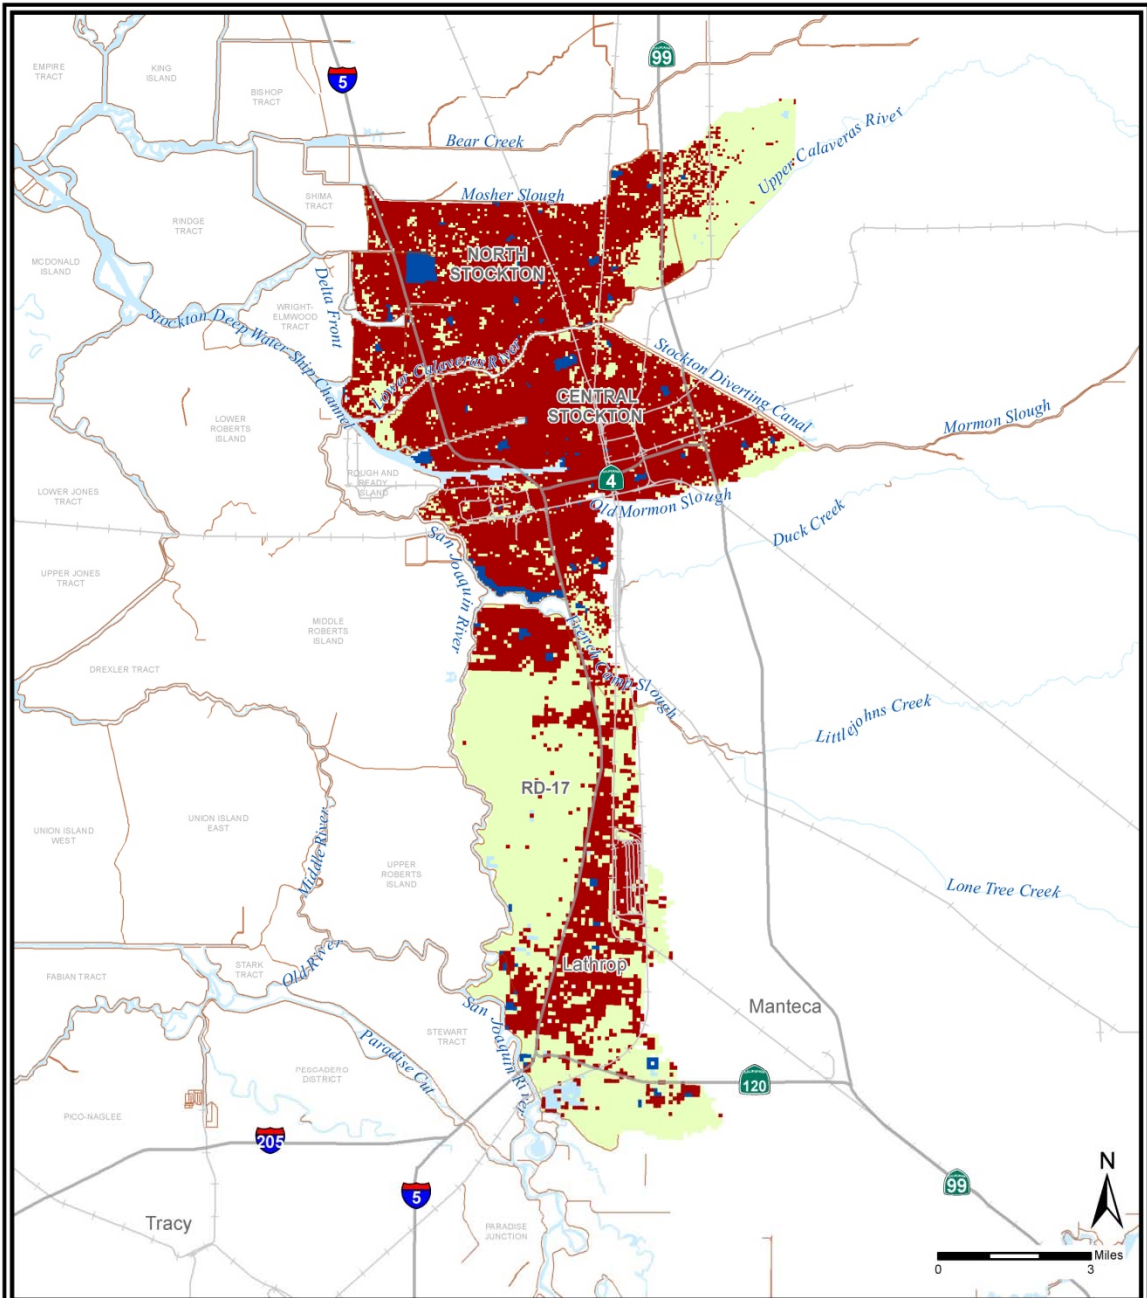 EMPIRE
TRACT
KING
ISLAND
BISHOP
TRACT
5
CALIFORNIA
99
Bear Creek
Upper Calaveras River
Mosher Slough
SHIMA
TRACT
RINDGE
TRACT
MCDONALD
ISLAND
NORTH
STOCKTON
Delta Front
WRIGHT-
ELMWOOD
TRACT
Stockton Deep Water Ship Channel
Lower Calaveras River
Stockton Diverting Canal
CENTRAL
STOCKTON
LOWER
ROBERTS
ISLAND
Mormon Slough
ROUGH AND
READY
ISLAND
CALIFORNIA
4
LOWER JONES
TRACT
Old Mormon Slough
Duck Creek
San Joaquin River
UPPER JONES
TRACT
MIDDLE
ROBERTS
ISLAND
French Camp Slough
DREXLER TRACT
Littlejohns Creek
RD-17
UNION ISLAND
WEST
UNION ISLAND
EAST
Middle River
UPPER
ROBERTS
ISLAND
Lone Tree Creek
FABIAN TRACT
STARK
TRACT
Old River
Lathrop
San Joaquin River
Manteca
STEWART
TRACT
Paradise Cut
PESCADERO
DISTRICT
CALIFORNIA
120
PICO-NAGLEE
205
5
CALIFORNIA
99
N
Tracy
PARADISE
JUNCTION
Miles
0 3